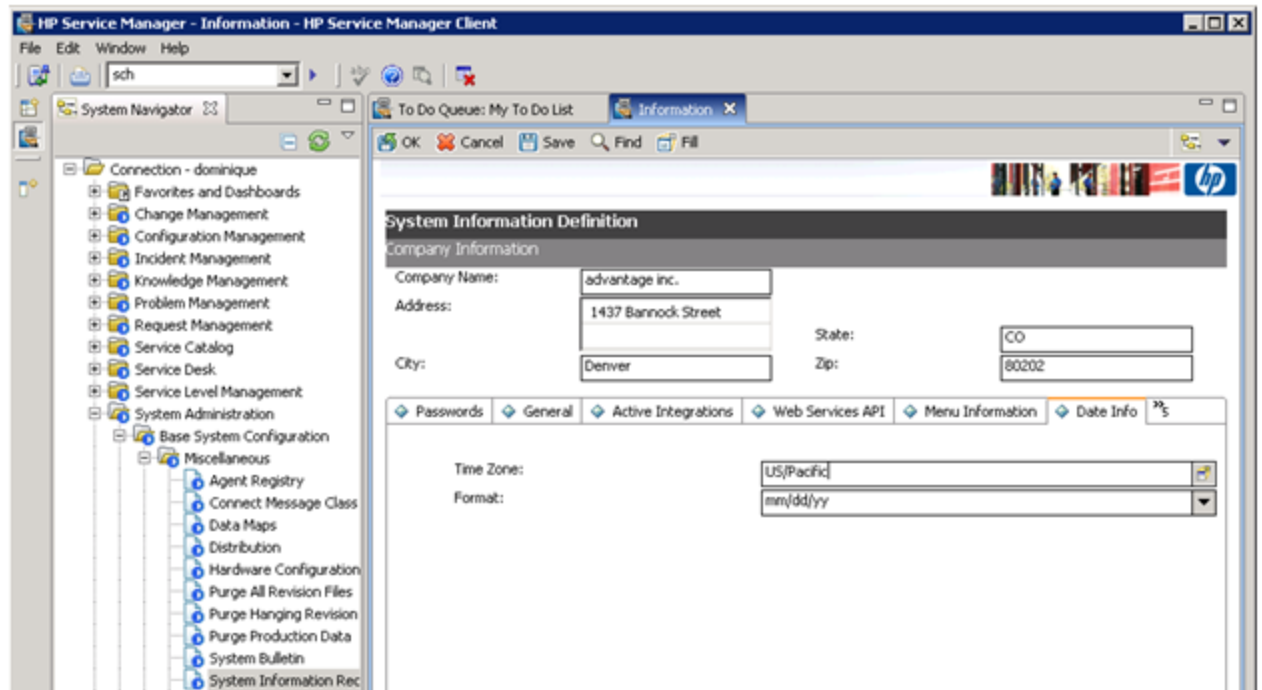 HP Service Manager - Information - HP Service Manager Client
File Edit Window Help
sch
System Navigator
To Do Queue: My To Do List
Information
OK Cancel Save Find Fill
Connection - dominique
Favorites and Dashboards
Change Management
Configuration Management
Incident Management
Knowledge Management
Problem Management
Request Management
Service Catalog
Service Desk
Service Level Management
System Administration
Base System Configuration
Miscellaneous
Agent Registry
Connect Message Class
Data Maps
Distribution
Hardware Configuration
Purge All Revision Files
Purge Hanging Revision
Purge Production Data
System Bulletin
System Information Rec
hp
System Information Definition
Company Information
Company Name: advantage inc.
Address: 1437 Bannock Street
State: CO
City: Denver
Zip: 80202
Passwords General Active Integrations Web Services API Menu Information Date Info »5
Time Zone: US/Pacific
Format: mm/dd/yy